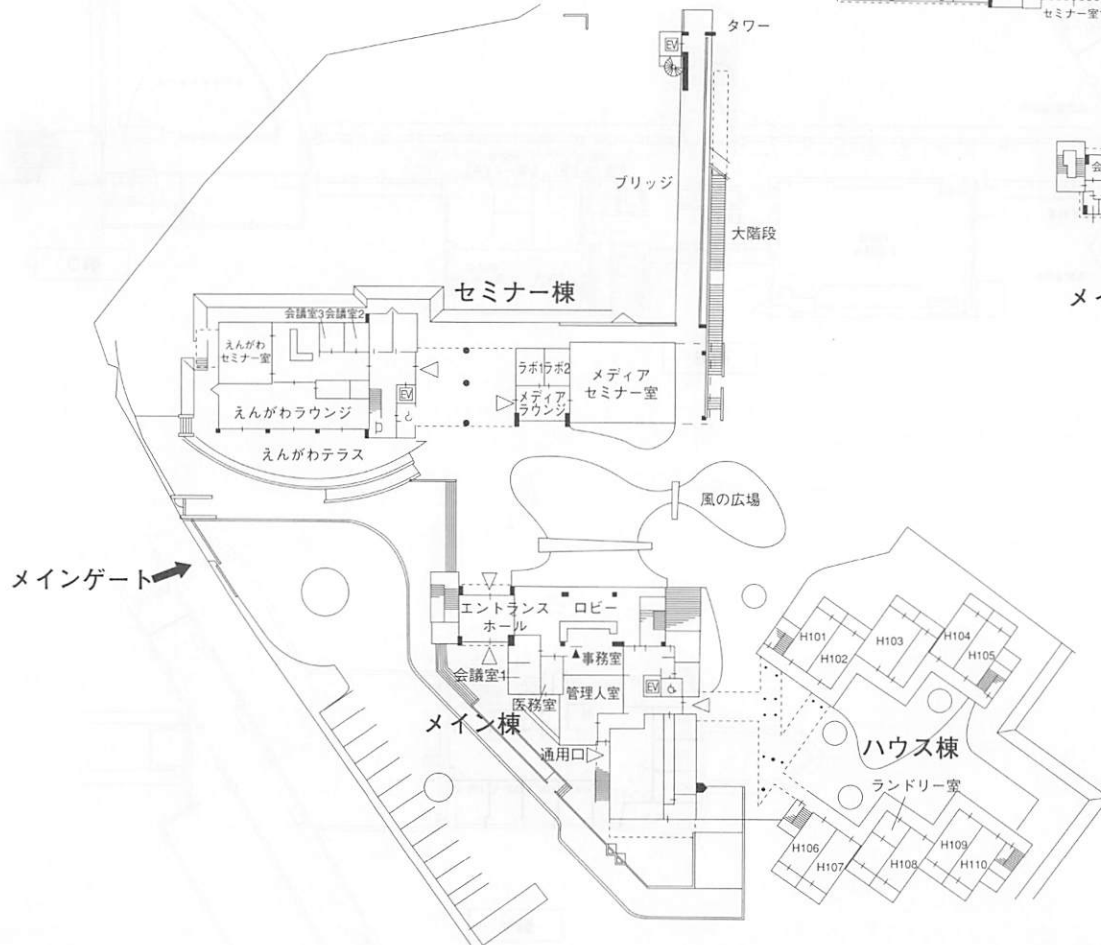 タワー
EV
セミナー室
ブリッジ
大階段
メイ
セミナー棟
会議室3会議室2
えんがわ
セミナー室
ラボ1
ラボ2
メディア
セミナー室
メディア
ラウンジ
EV
えんがわラウンジ
えんがわテラス
風の広場
メインゲート
エントランス
ホール
ロビー
事務室
会議室1
医務室
管理人室
EV
メイン棟
通用口
H101
H102
H103
H104
H105
ハウス棟
ランドリー室
H106
H107
H108
H109
H110